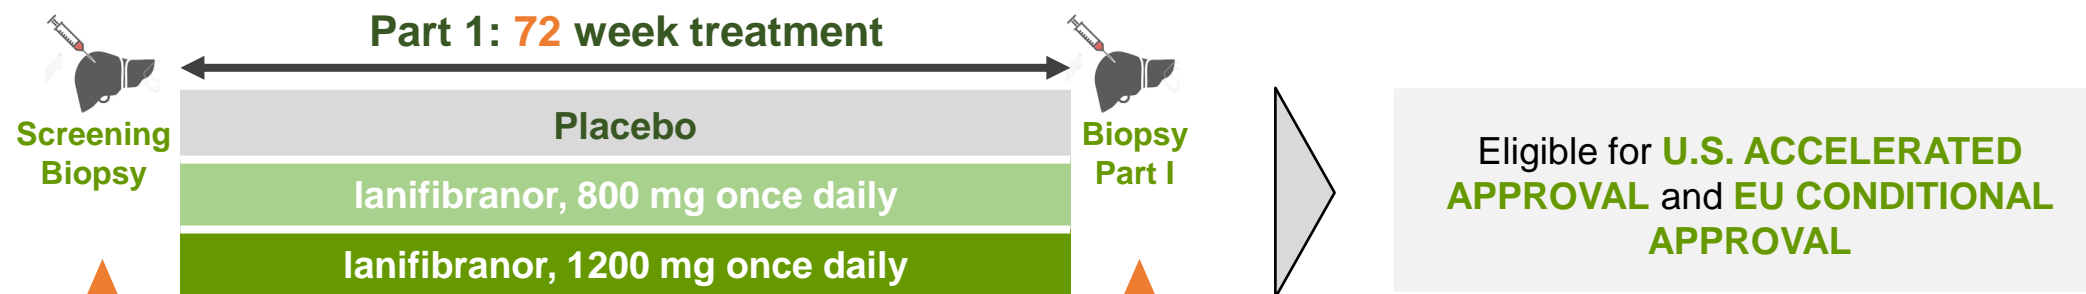 Part 1: 72 week treatment
Screening
Biopsy
Placebo
lanifibranor, 800 mg once daily
lanifibranor, 1200 mg once daily
Biopsy
Part I
Eligible for U.S. ACCELERATED
APPROVAL and EU CONDITIONAL
APPROVAL